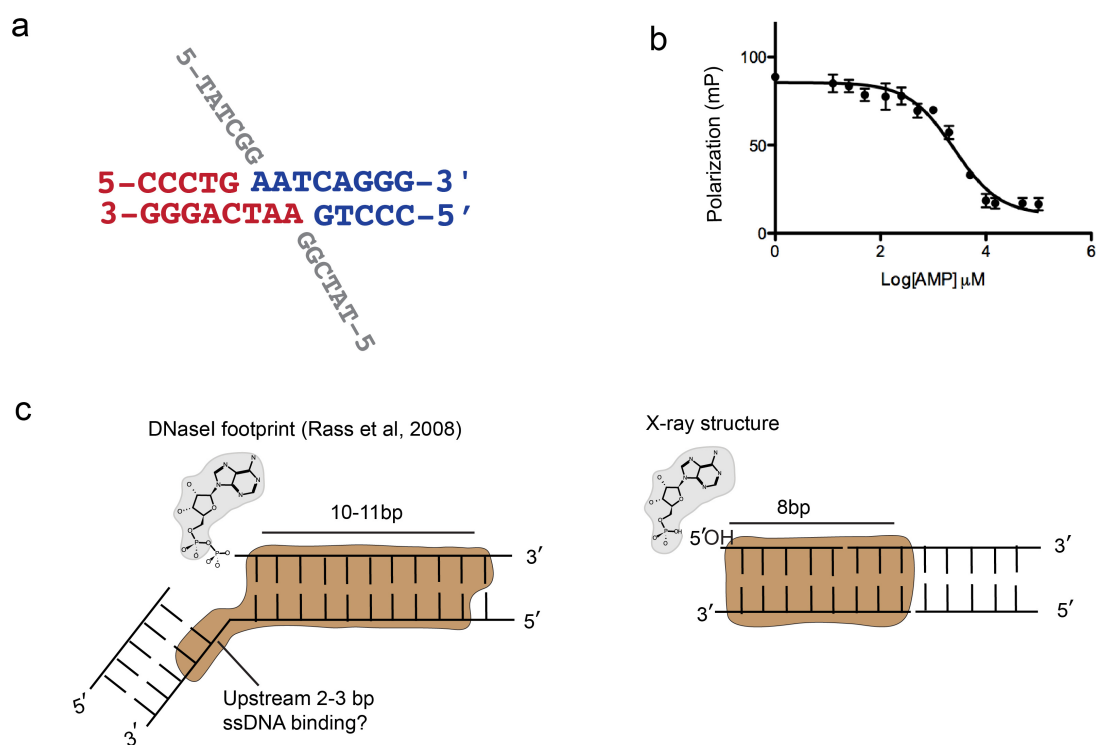 a
5-TATCGG
5-CCCTG AATCAGGG-3'
3-GGGACTAA GTCCC-5'
GGCTAT-5
b
Polarization (mP)
100
50
0
0 2 4 6
Log[AMP] μM
c
DNaseI footprint (Rass et al, 2008)
10-11bp
3′
5′
5′
3′
Upstream 2-3 bp
ssDNA binding?
X-ray structure
8bp
5′OH
3′
3′
5′